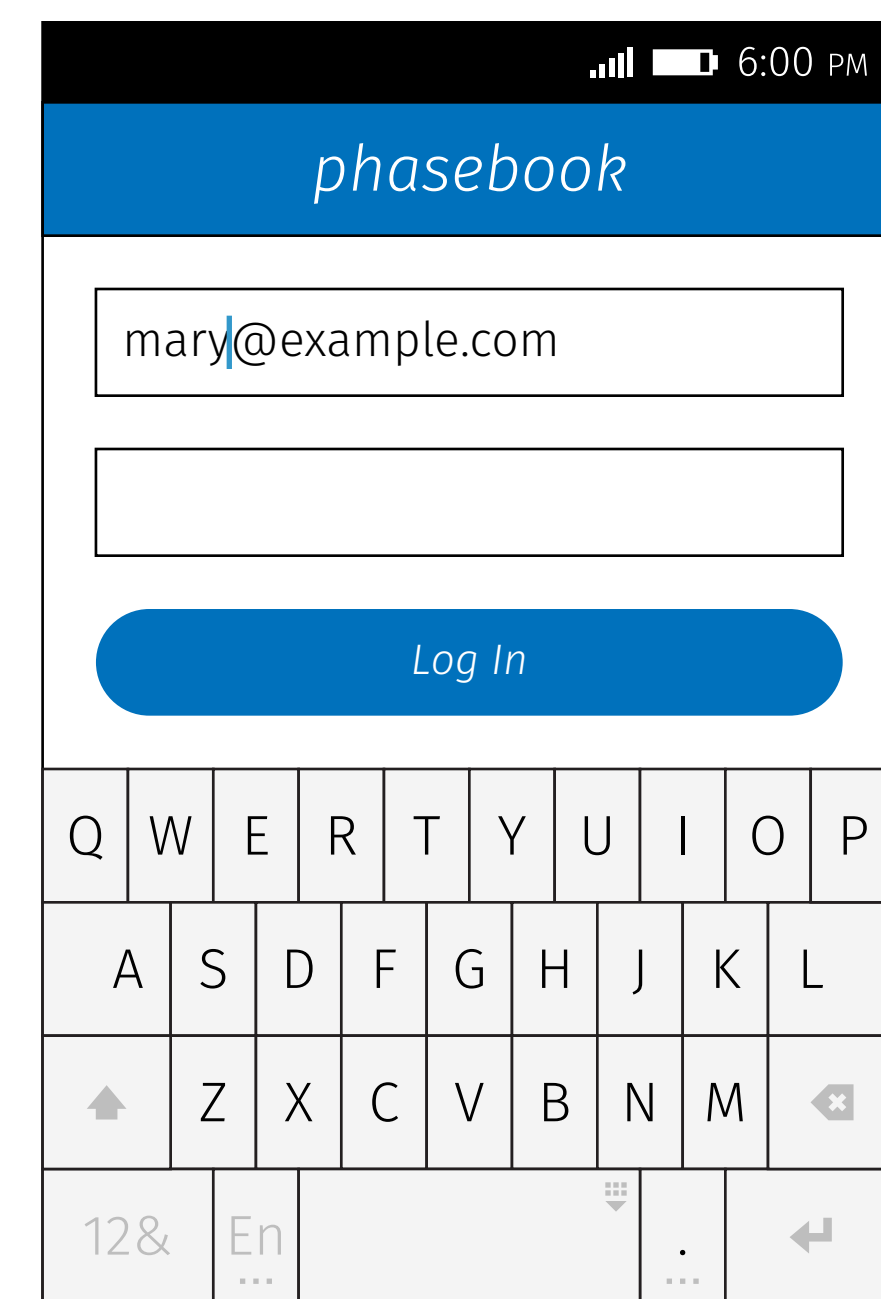 6:00 PM
phasebook
mary@example.com
Log In
Q W E R T Y U I O P
A S D F G H J K L
Z X C V B N M
12& En .